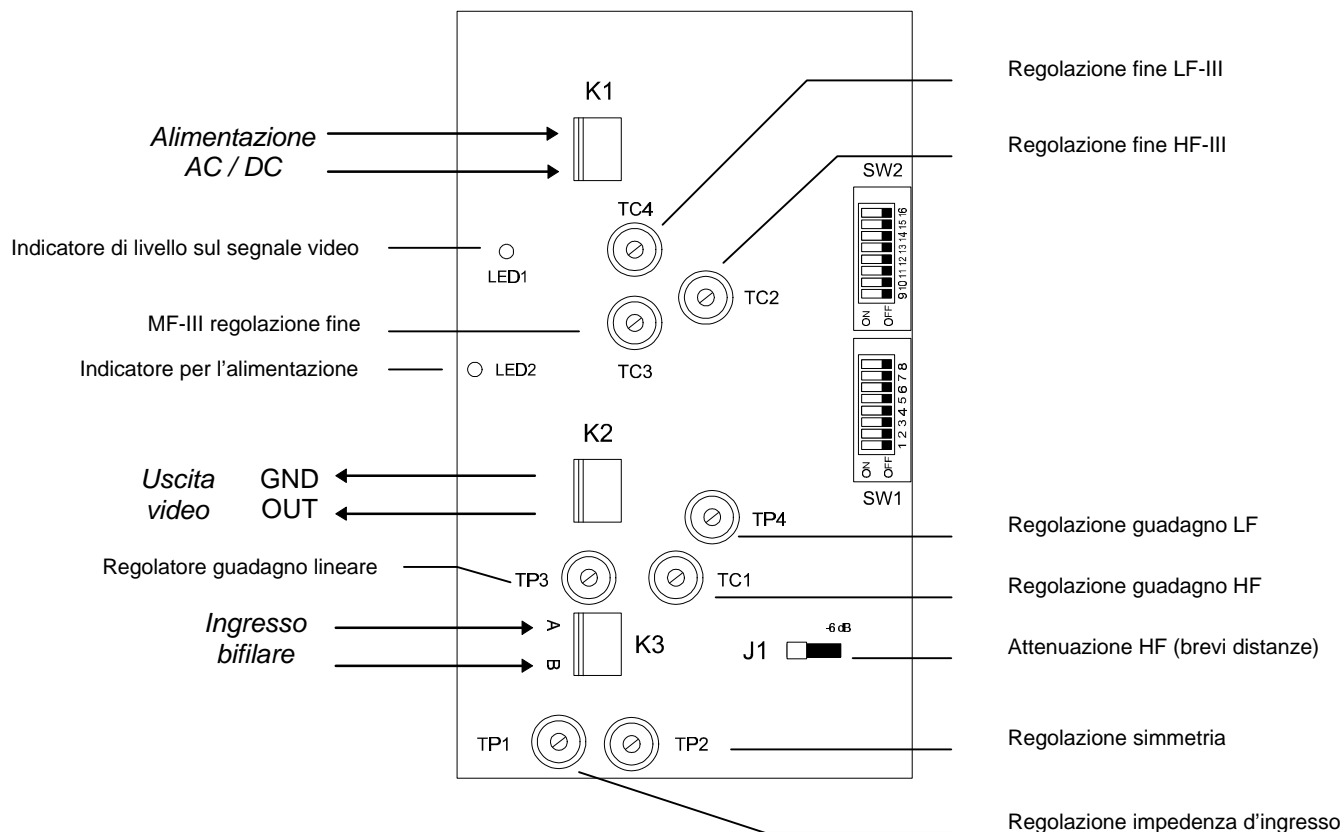 K1
Alimentazione
AC / DC
Regolazione fine LF-III
Regolazione fine HF-III
SW2
TC4
Indicatore di livello sul segnale video
LED1
TC2
9 10 11 12 13 14 15 16
ON OFF
MF-III regolazione fine
TC3
Indicatore per l'alimentazione
LED2
1 2 3 4 5 6 7 8
ON OFF
SW1
K2
Uscita
video
GND
OUT
TP4
Regolazione guadagno LF
Regolatore guadagno lineare
TP3
TC1
Regolazione guadagno HF
Ingresso
bifilare
A
B
K3
J1
-6 dB
Attenuazione HF (brevi distanze)
TP1
TP2
Regolazione simmetria
Regolazione impedenza d'ingresso